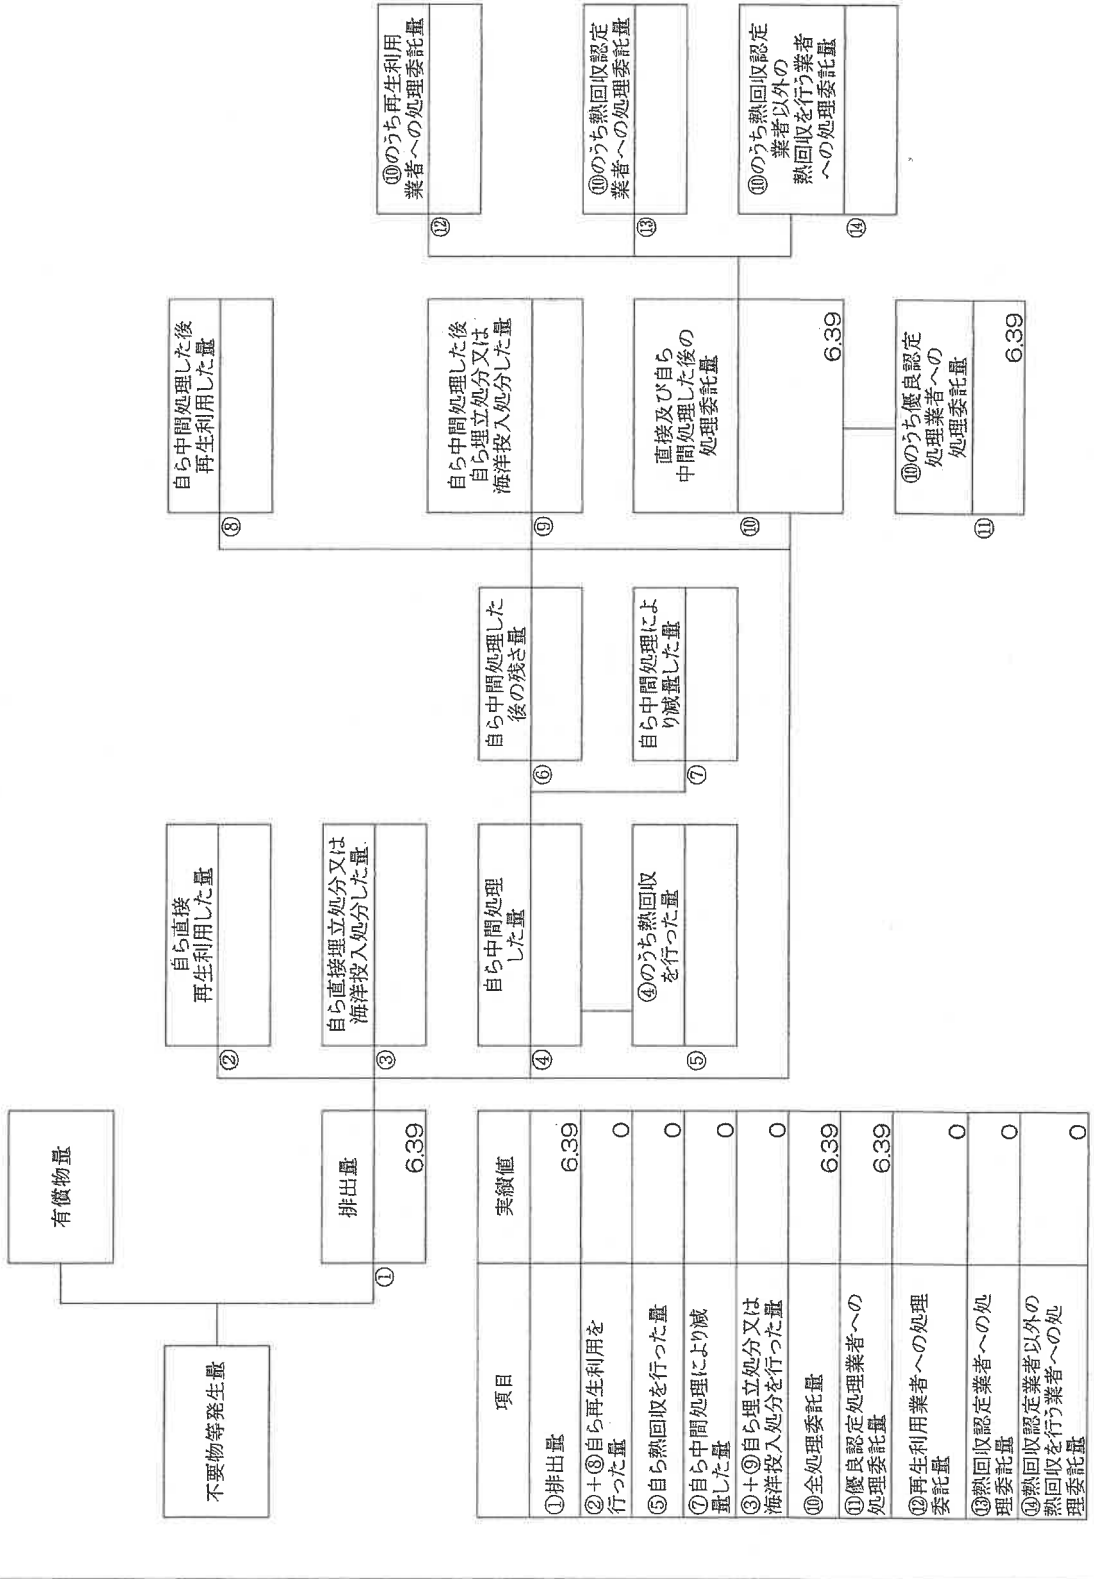 不要物等発生量
有償物量
排出量
①
6.39
②
自ら直接
再生利用した量
③
自ら直接埋立処分又は
海洋投入処分した量
④
自ら中間処理
した量
⑤
④のうち熱回収
を行った量
⑥
自ら中間処理した
後の残さ量
⑦
自ら中間処理によ
り減量した量
⑧
自ら中間処理した後
再生利用した量
⑨
自ら中間処理した後
自ら埋立処分又は
海洋投入処分した量
⑩
直接及び自ら
中間処理した後の
処理委託量
6.39
⑪
⑩のうち優良認定
処理業者への
処理委託量
6.39
⑫
⑩のうち再生利用
業者への処理委託量
⑬
⑩のうち熱回収認定
業者への処理委託量
⑭
⑩のうち熱回収認定
業者以外の
熱回収を行う業者
への処理委託量
項目 実績値
①排出量 6.39
②+⑧自ら再生利用を
行った量 0
⑤自ら熱回収を行った量 0
⑦自ら中間処理により減
量した量 0
③+⑨自ら埋立処分又は
海洋投入処分を行った量 0
⑩全処理委託量 6.39
⑪優良認定処理業者への
処理委託量 6.39
⑫再生利用業者への処理
委託量 0
⑬熱回収認定業者への処
理委託量 0
⑭熱回収認定業者以外の
熱回収を行う業者への処
理委託量 0